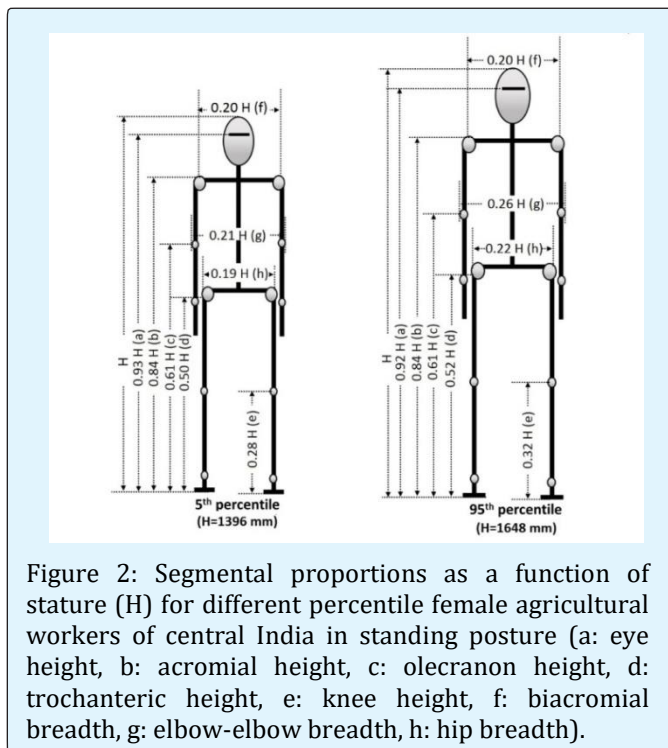 0.20 H (f)
0.21 H (g)
0.19 H (h)
H
0.93 H (a)
0.84 H (b)
0.61 H (c)
0.50 H (d)
0.28 H (e)
5th percentile
(H=1396 mm)
0.20 H (f)
0.26 H (g)
0.22 H (h)
H
0.92 H (a)
0.84 H (b)
0.61 H (c)
0.52 H (d)
0.32 H (e)
95th percentile
(H=1648 mm)
Figure 2: Segmental proportions as a function of
stature (H) for different percentile female agricultural
workers of central India in standing posture (a: eye
height, b: acromial height, c: olecranon height, d:
trochanteric height, e: knee height, f: biacromial
breadth, g: elbow-elbow breadth, h: hip breadth).